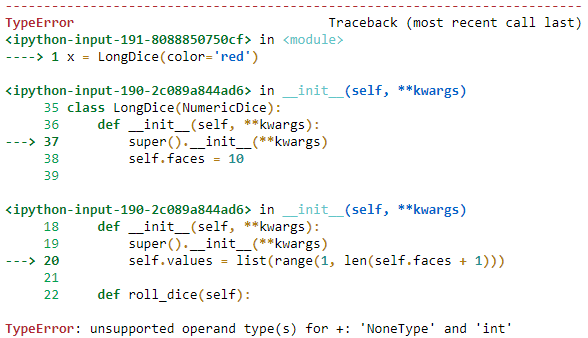 ---------------------------------------------------------------------------
TypeError                                 Traceback (most recent call last)
<ipython-input-191-8088850750cf> in <module>
----> 1 x = LongDice(color='red')

<ipython-input-190-2c089a844ad6> in __init__(self, **kwargs)
     35 class LongDice(NumericDice):
     36     def __init__(self, **kwargs):
---> 37         super().__init__(**kwargs)
     38         self.faces = 10
     39 

<ipython-input-190-2c089a844ad6> in __init__(self, **kwargs)
     18     def __init__(self, **kwargs):
     19         super().__init__(**kwargs)
---> 20         self.values = list(range(1, len(self.faces + 1)))
     21 
     22     def roll_dice(self):

TypeError: unsupported operand type(s) for +: 'NoneType' and 'int'